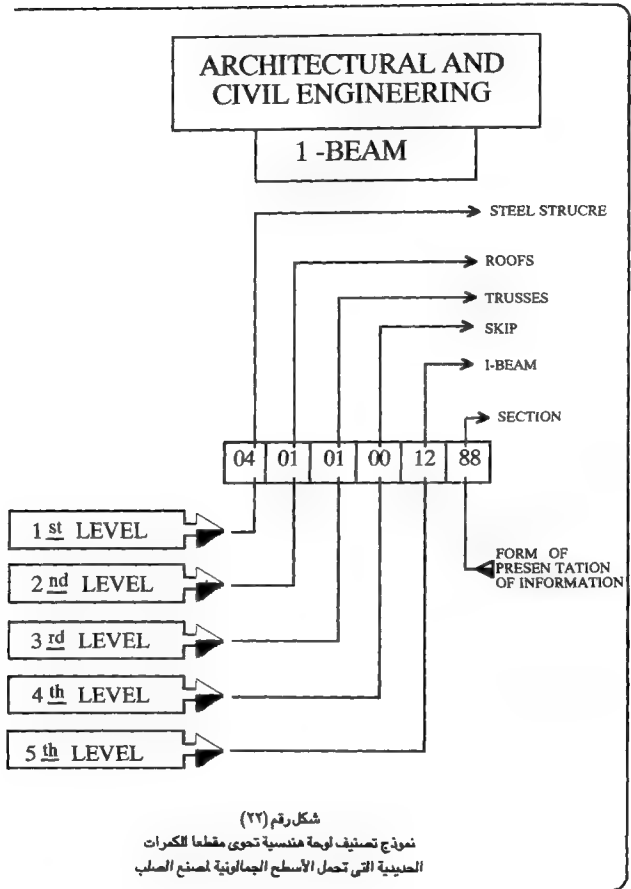 ARCHITECTURAL AND
CIVIL ENGINEERING
1 -BEAM
STEEL STRUCRE
ROOFS
TRUSSES
SKIP
I-BEAM
SECTION
04 01 01 00 12 88
1 st LEVEL
2 nd LEVEL
3 rd LEVEL
4 th LEVEL
5 th LEVEL
FORM OF
PRESEN TATION
OF INFORMATION
شكل رقم (٢٢)
نموذج تصنيف لوحة هندسية تحوى مقطعا للكمرات
الحديدية التى تحمل الأسطح الجمالونية لمصنع الصلب